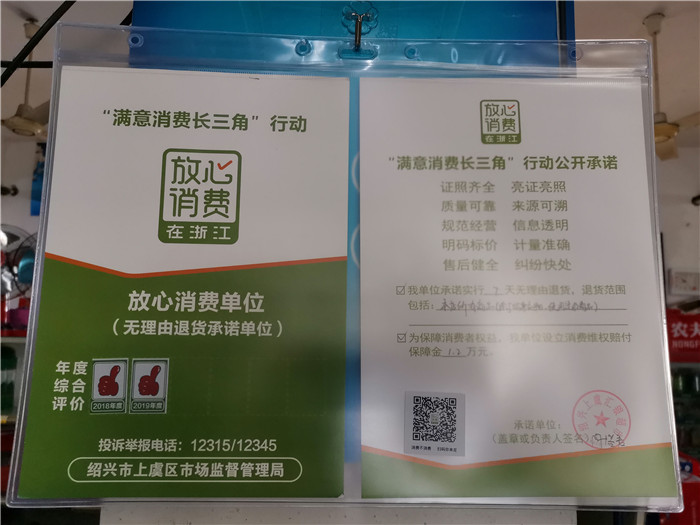 “满意消费长三角”行动
放心
消费
在浙江
放心消费单位
（无理由退货承诺单位）
年度
综合
评价
2018年度
2019年度
投诉举报电话：12315/12345
绍兴市上虞区市场监督管理局
放心
消费
在浙江
“满意消费长三角”行动公开承诺
证照齐全 亮证亮照
质量可靠 来源可溯
规范经营 信息透明
明码标价 计量准确
售后健全 纠纷快处
我单位承诺实行 7 天无理由退货，退货范围
包括：
为保障消费者权益，我单位设立消费维权赔付
保障金 1.2 万元。
承诺单位：
（盖章或负责人签名）
农夫
NONGF